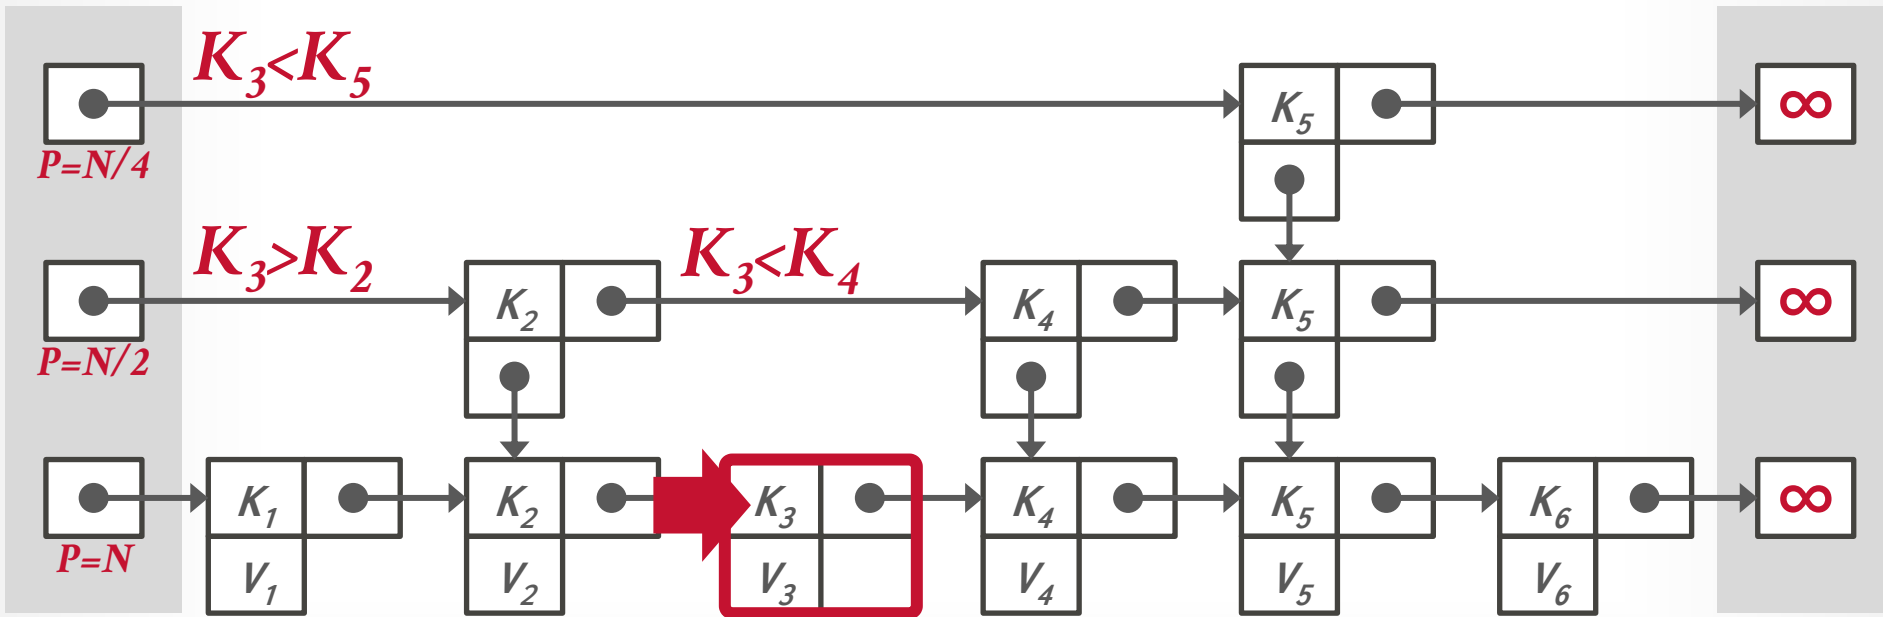 K₃<K₅
K₅ ∞
P=N/4
K₃>K₂ K₃<K₄
K₂ K₄ K₅ ∞
P=N/2
K₁ K₂ K₃ K₄ K₅ K₆ ∞
P=N
V₁ V₂ V₃ V₄ V₅ V₆